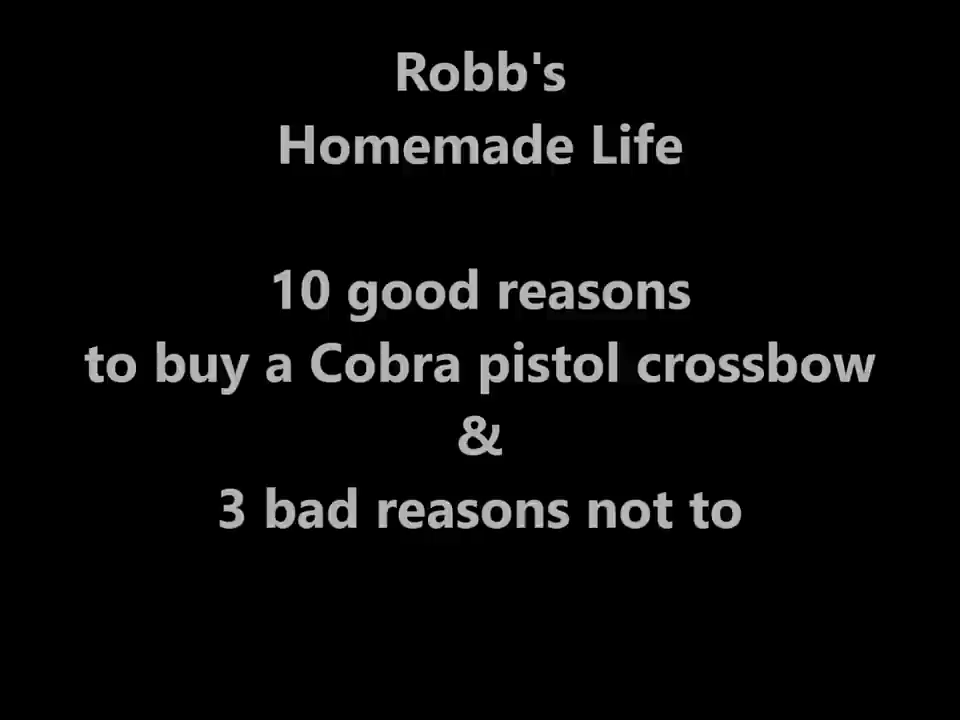 Robb's
Homemade Life
10 good reasons
to buy a Cobra pistol crossbow
&
3 bad reasons not to